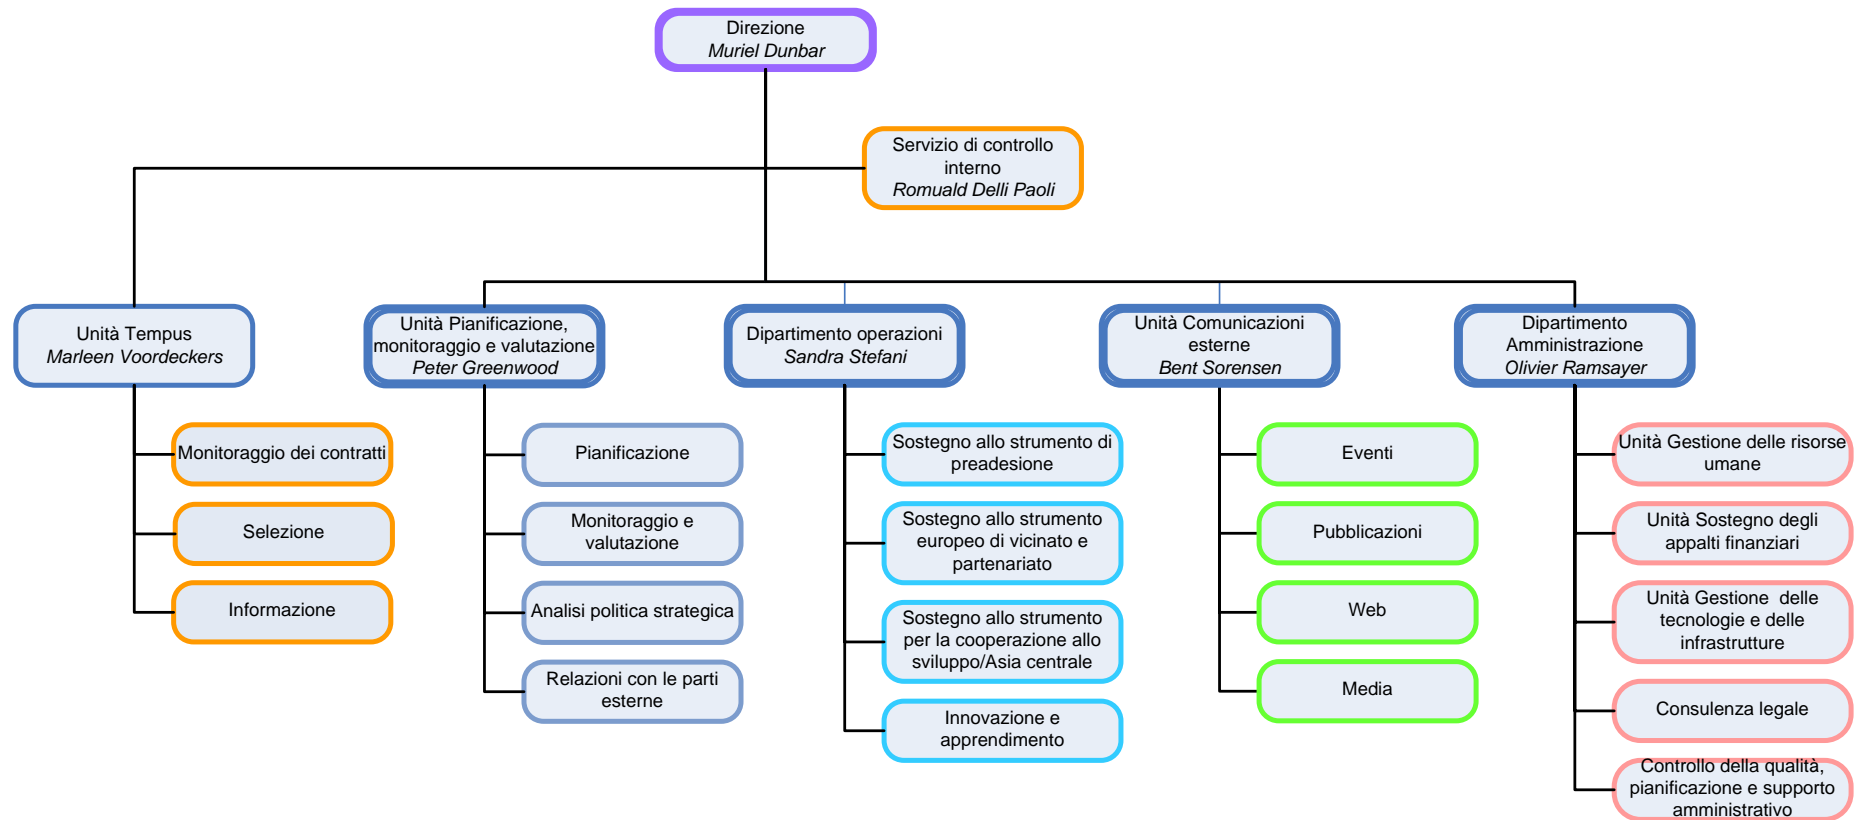 Direzione
Muriel Dunbar
Servizio di controllo
interno
Romuald Delli Paoli
Unità Tempus
Marleen Voordeckers
Unità Pianificazione,
monitoraggio e valutazione
Peter Greenwood
Dipartimento operazioni
Sandra Stefani
Unità Comunicazioni
esterne
Bent Sorensen
Dipartimento
Amministrazione
Olivier Ramsayer
Monitoraggio dei contratti
Selezione
Informazione
Pianificazione
Monitoraggio e
valutazione
Analisi politica strategica
Relazioni con le parti
esterne
Sostegno allo strumento di
preadesione
Sostegno allo strumento
europeo di vicinato e
partenariato
Sostegno allo strumento
per la cooperazione allo
sviluppo/Asia centrale
Innovazione e
apprendimento
Eventi
Pubblicazioni
Web
Media
Unità Gestione delle risorse
umane
Unità Sostegno degli
appalti finanziari
Unità Gestione  delle
tecnologie e delle
infrastrutture
Consulenza legale
Controllo della qualità,
pianificazione e supporto
amministrativo